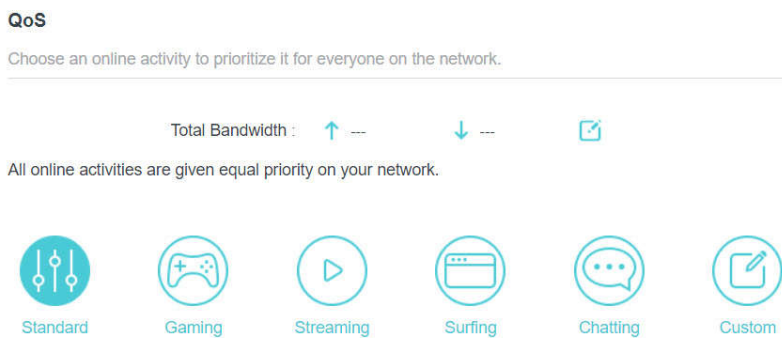 QoS
Choose an online activity to prioritize it for everyone on the network.
Total Bandwidth : ↑ --- ↓ ---
All online activities are given equal priority on your network.
Standard Gaming Streaming Surfing Chatting Custom